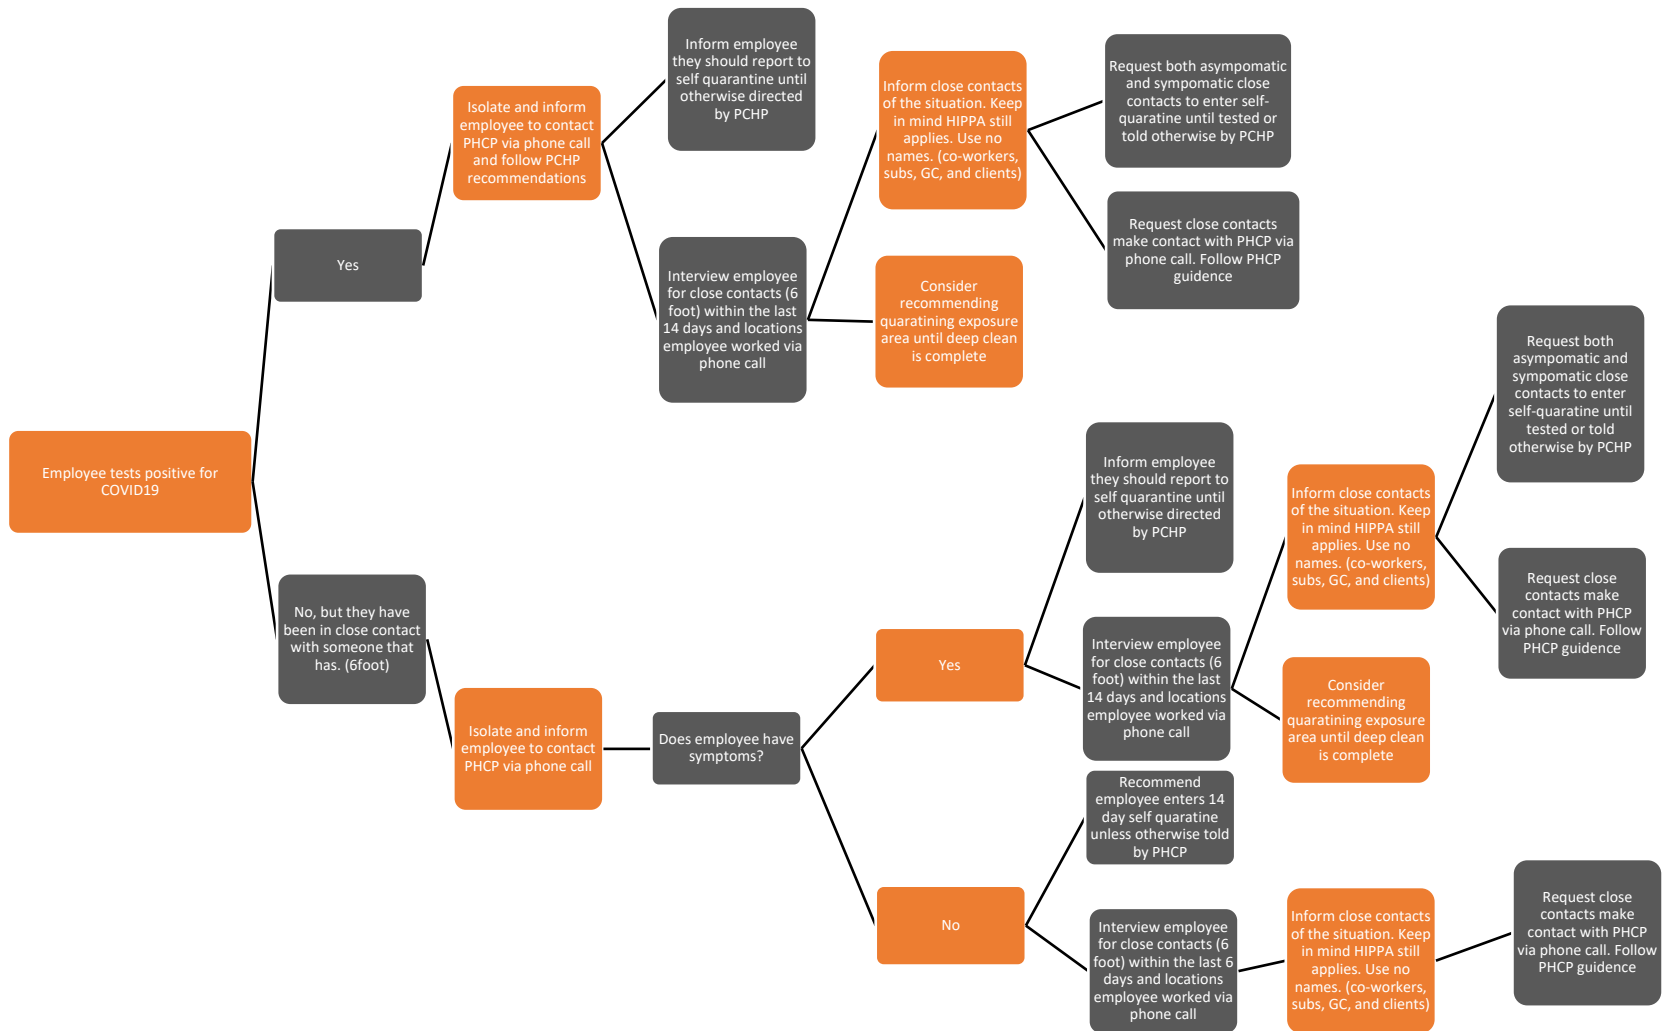 Employee tests positive for
COVID19
Yes
Isolate and inform
employee to contact
PHCP via phone call
and follow PCHP
recommendations
Inform employee
they should report to
self quarantine until
otherwise directed
by PCHP
Interview employee
for close contacts (6
foot) within the last
14 days and locations
employee worked via
phone call
Inform close contacts
of the situation. Keep
in mind HIPPA still
applies. Use no
names. (co-workers,
subs, GC, and clients)
Request both asympomatic
and sympomatic close
contacts to enter self-
quarantine until tested or
told otherwise by PCHP
Request close contacts
make contact with PHCP via
phone call. Follow PHCP
guidence
Consider
recommending
quaratining exposure
area until deep clean
is complete
No, but they have
been in close contact
with someone that
has. (6foot)
Isolate and inform
employee to contact
PHCP via phone call
Does employee have
symptoms?
Yes
Inform employee
they should report to
self quarantine until
otherwise directed
by PCHP
Interview employee
for close contacts (6
foot) within the last
14 days and locations
employee worked via
phone call
Inform close contacts
of the situation. Keep
in mind HIPPA still
applies. Use no
names. (co-workers,
subs, GC, and clients)
Request both
asympomatic and
sympomatic close
contacts to enter
self-quaratine until
tested or told
otherwise by PCHP
Request close
contacts make
contact with PHCP
via phone call. Follow
PHCP guidence
Consider
recommending
quaratining exposure
area until deep clean
is complete
No
Recommend
employee enters 14
day self quaratine
unless otherwise told
by PHCP
Interview employee
for close contacts (6
foot) within the last 6
days and locations
employee worked via
phone call
Inform close contacts
of the situation. Keep
in mind HIPPA still
applies. Use no
names. (co-workers,
subs, GC, and clients)
Request close
contacts make
contact with PHCP
via phone call. Follow
PHCP guidence